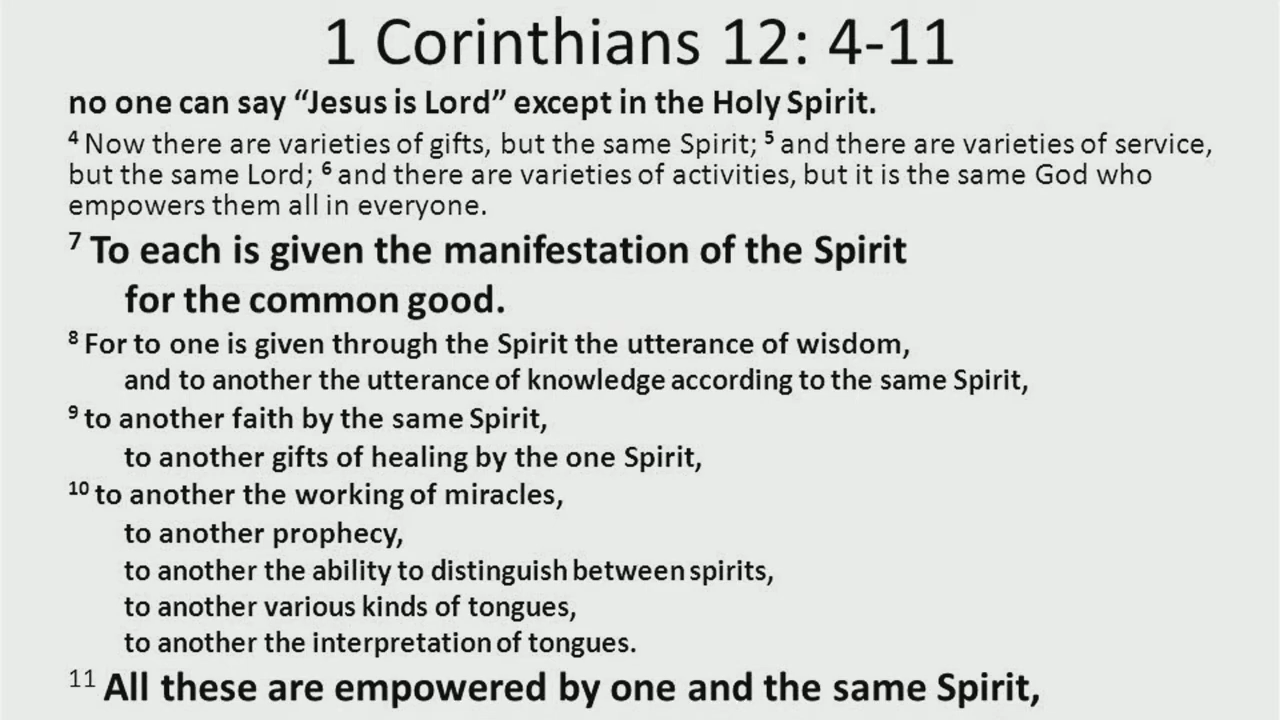 1 Corinthians 12: 4-11
no one can say “Jesus is Lord” except in the Holy Spirit.
4 Now there are varieties of gifts, but the same Spirit; 5 and there are varieties of service,
but the same Lord; 6 and there are varieties of activities, but it is the same God who
empowers them all in everyone.
7 To each is given the manifestation of the Spirit
for the common good.
8 For to one is given through the Spirit the utterance of wisdom,
and to another the utterance of knowledge according to the same Spirit,
9 to another faith by the same Spirit,
to another gifts of healing by the one Spirit,
10 to another the working of miracles,
to another prophecy,
to another the ability to distinguish between spirits,
to another various kinds of tongues,
to another the interpretation of tongues.
11 All these are empowered by one and the same Spirit,